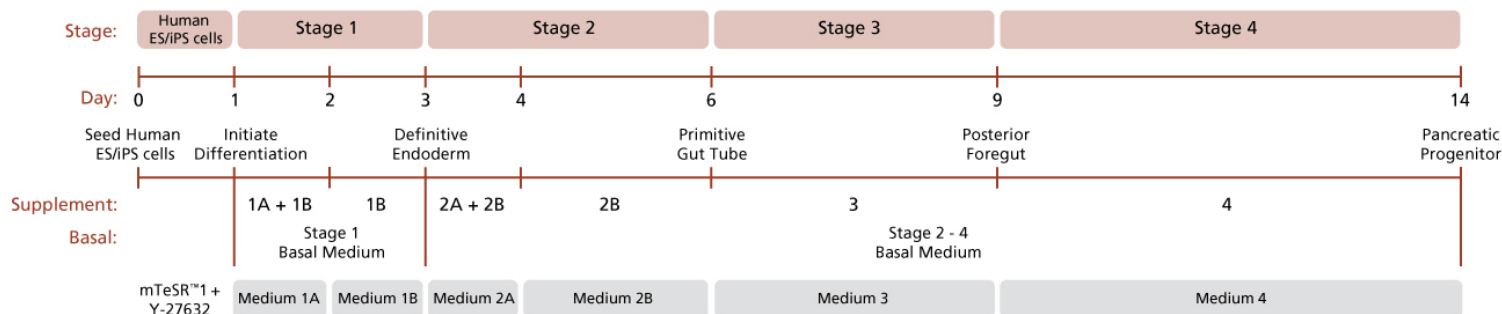 Stage:
Human
ES/iPS cells
Stage 1
Stage 2
Stage 3
Stage 4
Day: 0 1 2 3 4 6 9 14
Seed Human
ES/iPS cells
Initiate
Differentiation
Definitive
Endoderm
Primitive
Gut Tube
Posterior
Foregut
Pancreatic
Progenitor
Supplement: 1A + 1B 1B 2A + 2B 2B 3 4
Basal:
Stage 1
Basal Medium
Stage 2 - 4
Basal Medium
mTeSR™1 +
Y-27632
Medium 1A
Medium 1B
Medium 2A
Medium 2B
Medium 3
Medium 4